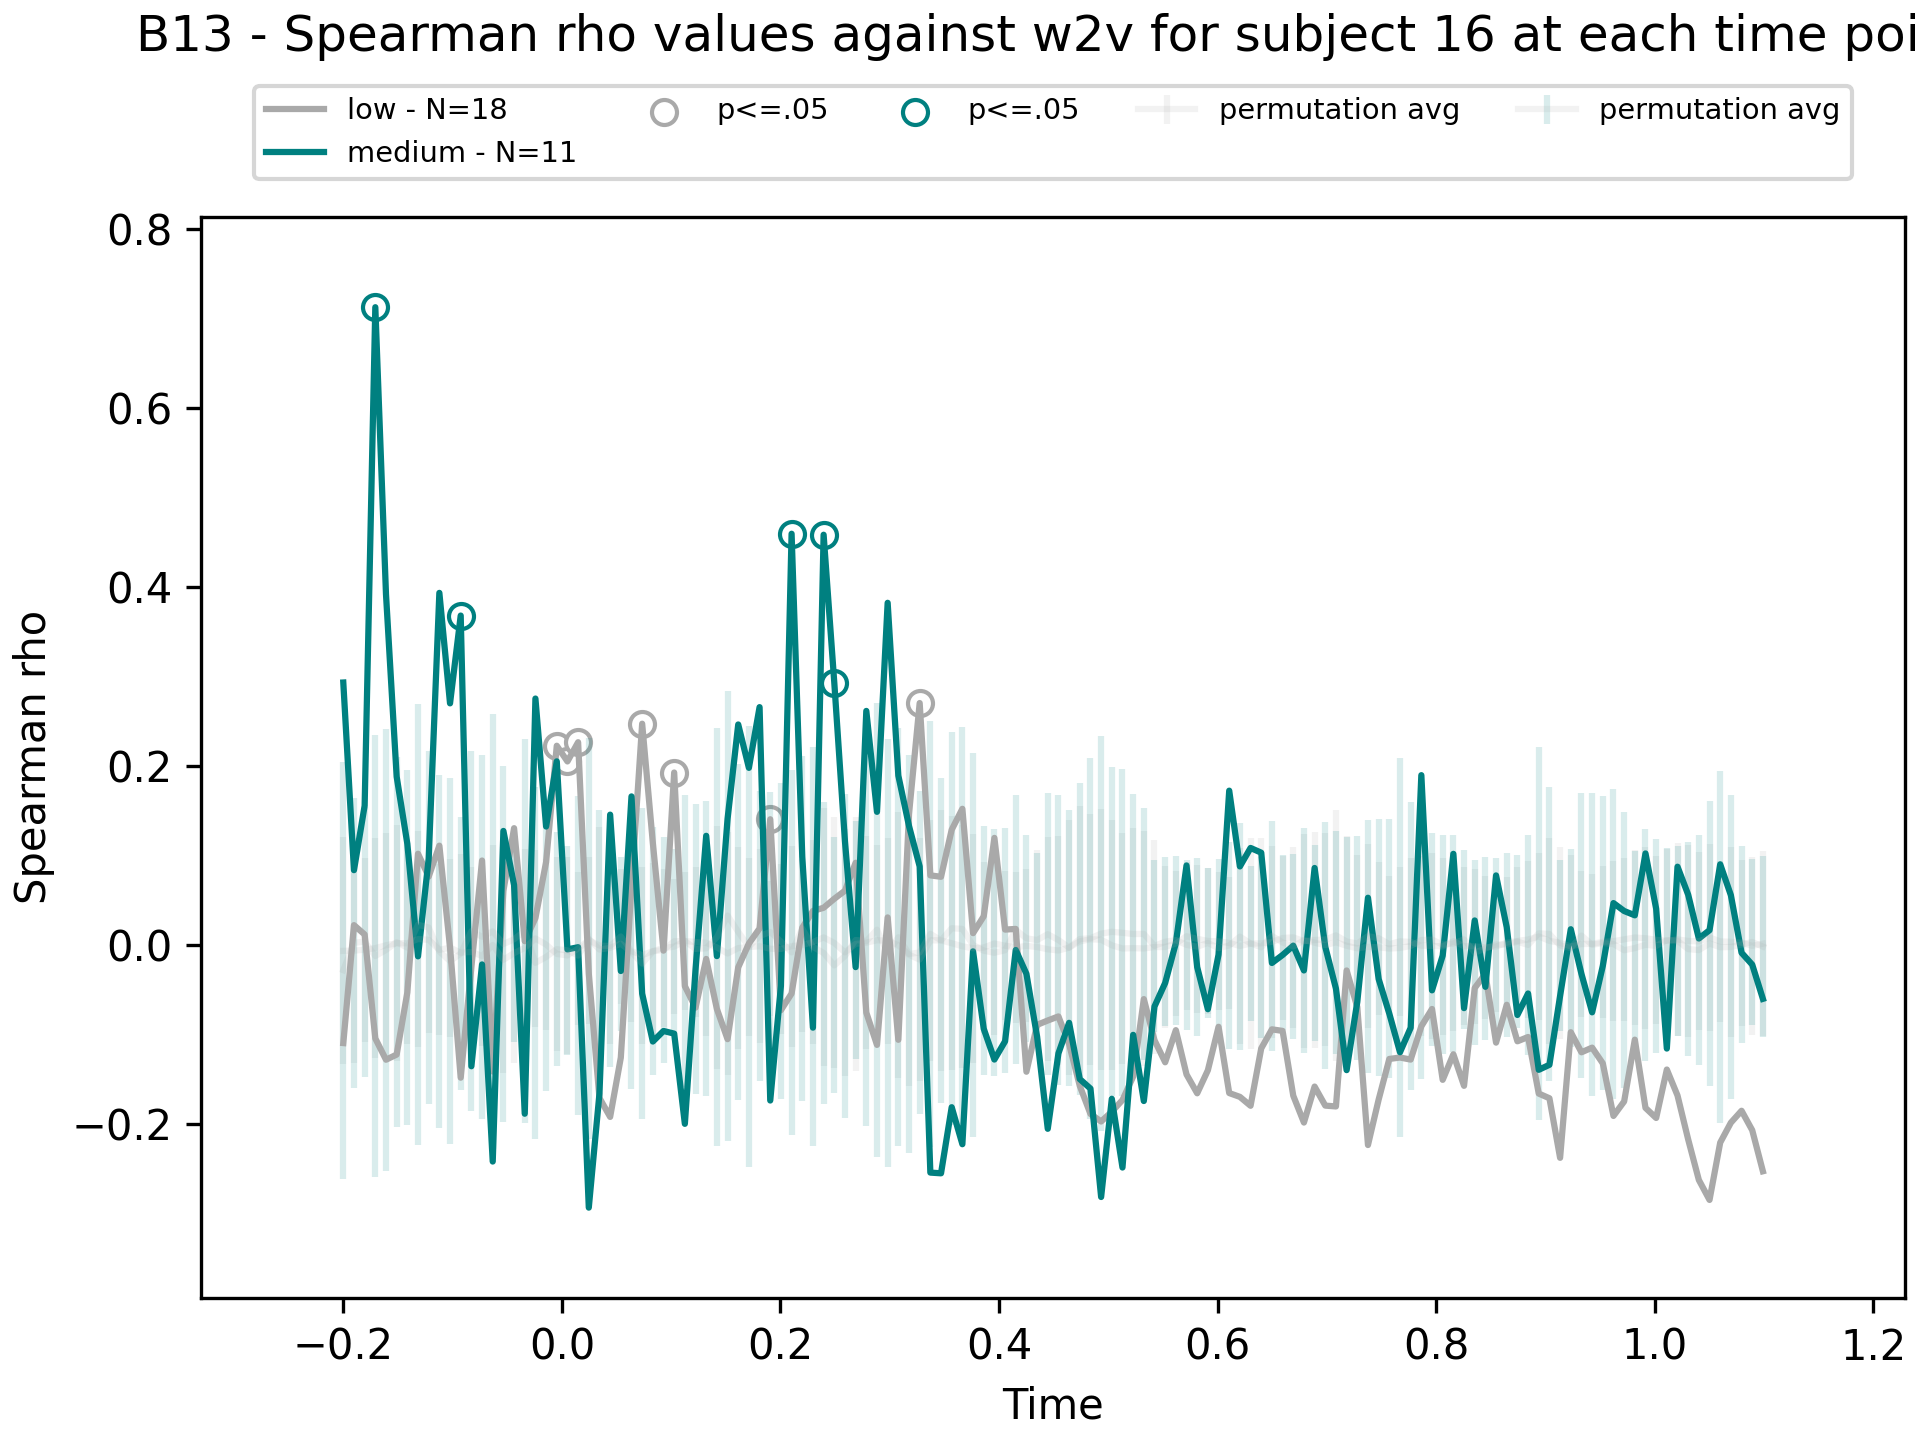 B13 - Spearman rho values against w2v for subject 16 at each time poi
low - N=18
medium - N=11
p<=.05
p<=.05
permutation avg
permutation avg
0.8
0.6
0.4
0.2
0.0
−0.2
Spearman rho
−0.2
0.0
0.2
0.4
0.6
0.8
1.0
1.2
Time